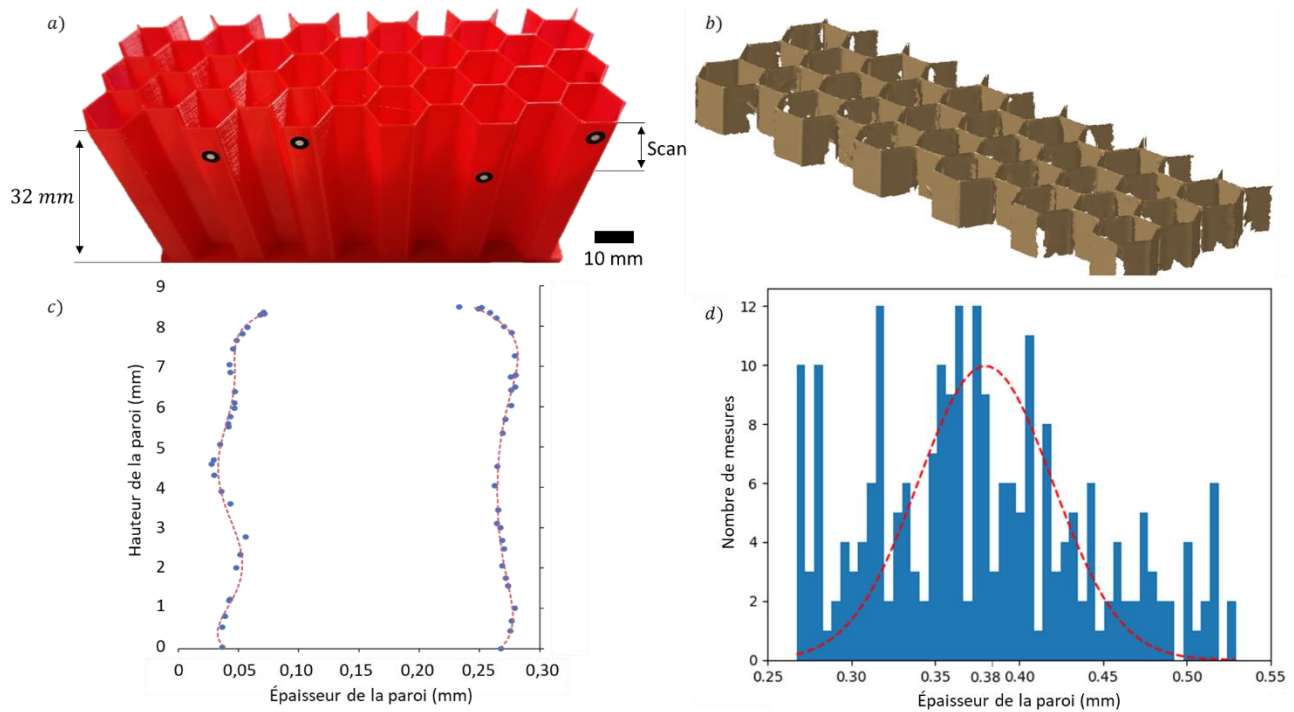 a)
32 mm
Scan
10 mm
b)
c)
Hauteur de la paroi (mm)
9
8
7
6
5
4
3
2
1
0
0 0,05 0,10 0,15 0,20 0,25 0,30
Épaisseur de la paroi (mm)
d)
Nombre de mesures
12
10
8
6
4
2
0
0.25 0.30 0.35 0.38 0.40 0.45 0.50 0.55
Épaisseur de la paroi (mm)